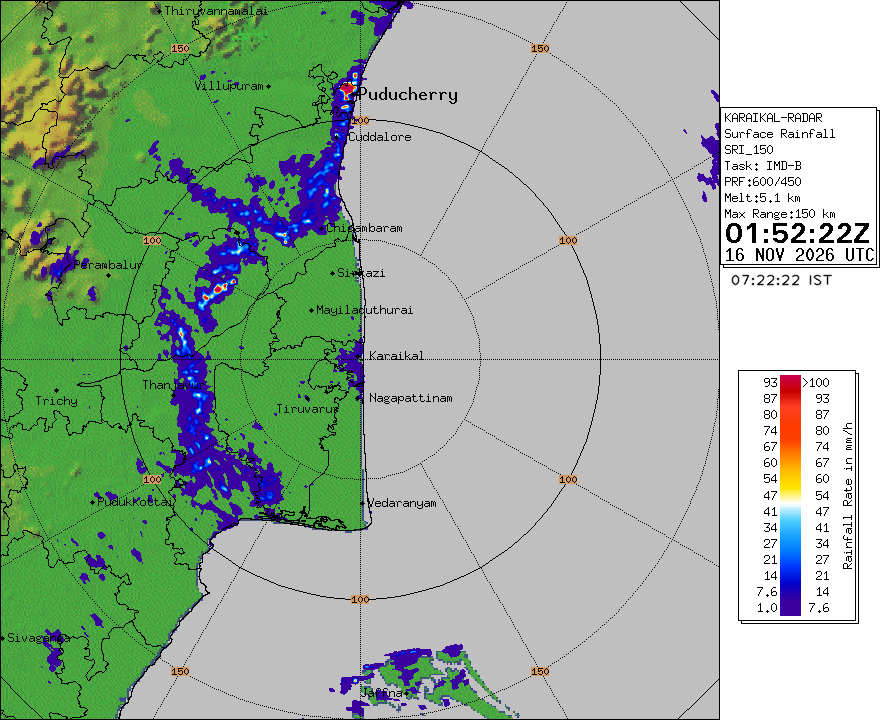 Thiruvannamalai
150
150
Villupuram
Puducherry
100
Cuddalore
Chidambaram
100
100
Perambalur
Sirkazi
Mayiladuthurai
Karaikal
Thanjavur
Trichy
Nagapattinam
Tiruvarur
100
100
Pudukkottai
Vedaranyam
100
Sivaganga
150
150
Jaffna
KARAIKAL-RADAR
Surface Rainfall
SRI_150
Task: IMD-B
PRF:600/450
Melt:5.1 km
Max Range:150 km
01:52:22Z
16 NOV 2026 UTC
07:22:22 IST
93 >100
87 93
80 87
74 80
67 74
60 67
54 60
47 54
41 47
34 41
27 34
21 27
14 21
7.6 14
1.0 7.6
Rainfall Rate in mm/h